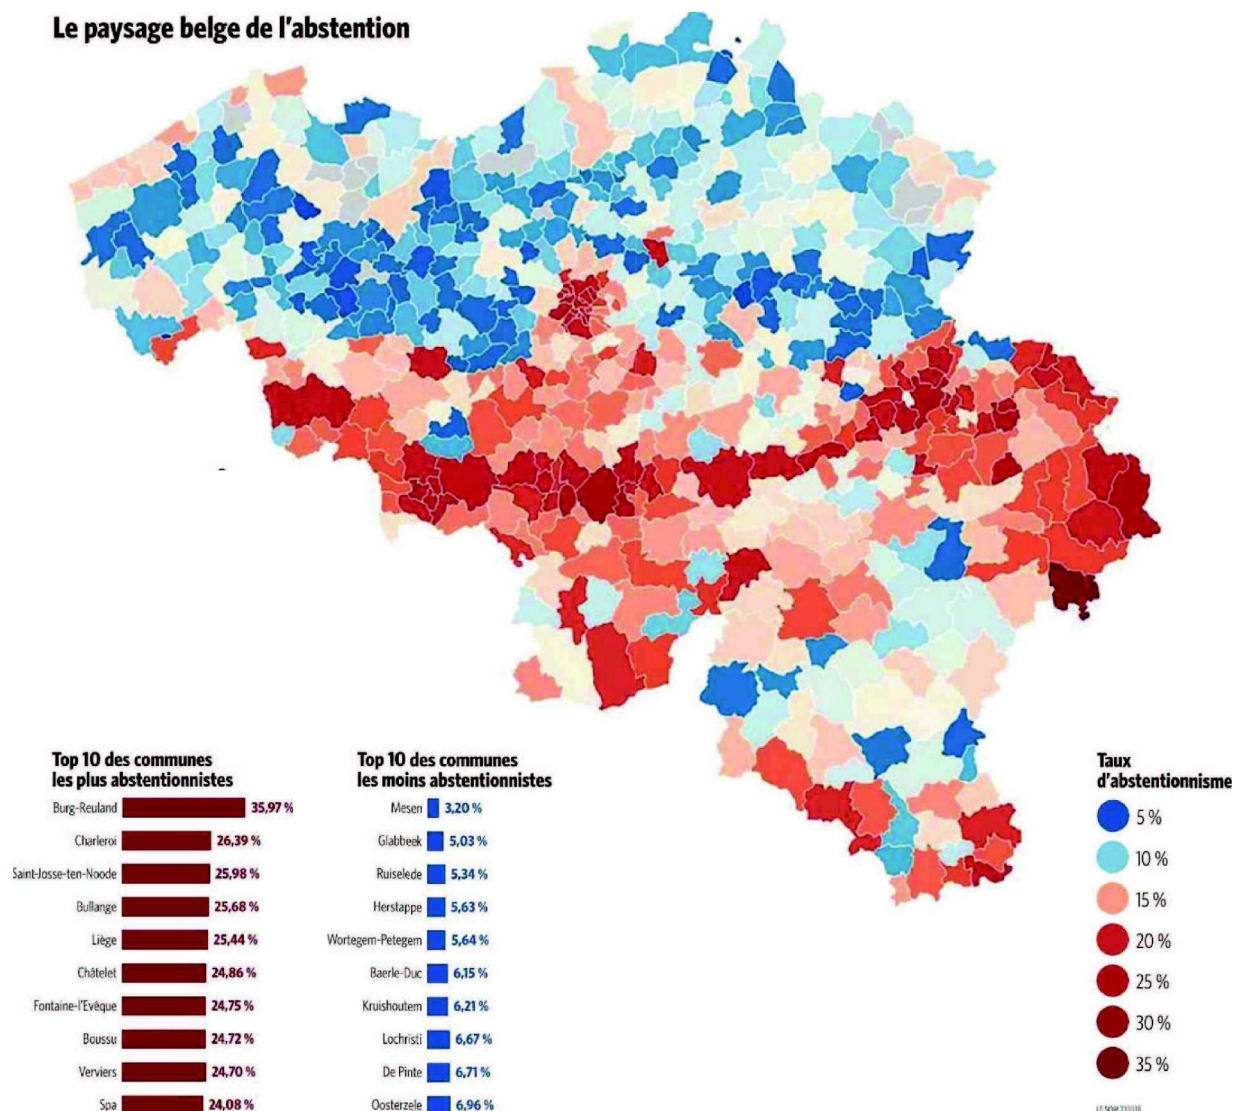 Le paysage belge de l'abstention
Top 10 des communes
les plus abstentionnistes
Burg-Reuland 35,97 %
Charleroi 26,39 %
Saint-Josse-ten-Noode 25,98 %
Bullange 25,68 %
Liège 25,44 %
Châtelet 24,86 %
Fontaine-l'Evêque 24,75 %
Boussu 24,72 %
Verviers 24,70 %
Spa 24,08 %
Top 10 des communes
les moins abstentionnistes
Mesen 3,20 %
Glabbeek 5,03 %
Ruiselede 5,34 %
Herstappe 5,63 %
Wortegem-Petegem 5,64 %
Baerle-Duc 6,15 %
Kruishoutem 6,21 %
Lochristi 6,67 %
De Pinte 6,71 %
Oosterzele 6,96 %
Taux
d'abstentionnisme
5 %
10 %
15 %
20 %
25 %
30 %
35 %
LE SOIR